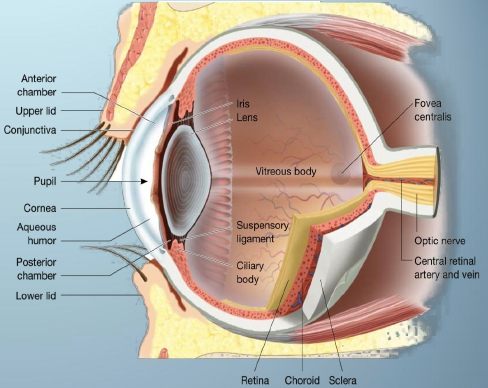 Anterior
chamber
Upper lid
Conjunctiva
Pupil
Cornea
Aqueous
humor
Posterior
chamber
Lower lid
Iris
Lens
Vitreous body
Suspensory
ligament
Ciliary
body
Fovea
centralis
Optic nerve
Central retinal
artery and vein
Retina
Choroid
Sclera